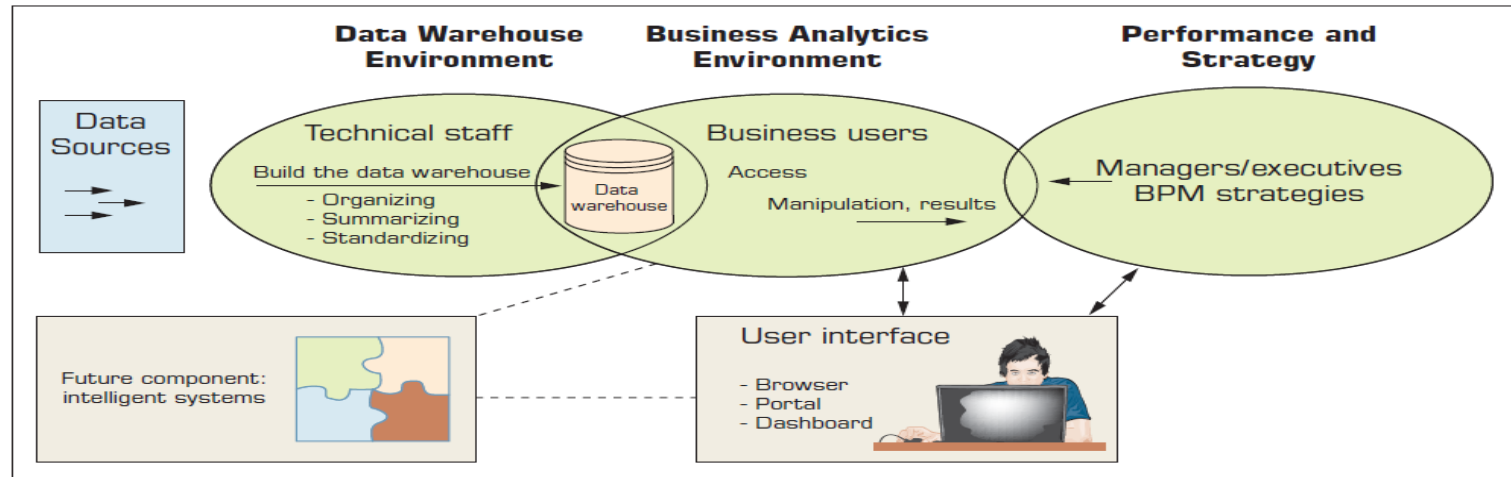 Data Warehouse
Environment
Business Analytics
Environment
Performance and
Strategy
Data
Sources
Technical staff
Build the data warehouse
- Organizing
- Summarizing
- Standardizing
Data
warehouse
Business users
Access
Manipulation, results
Managers/executives
BPM strategies
Future component:
intelligent systems
User interface
- Browser
- Portal
- Dashboard